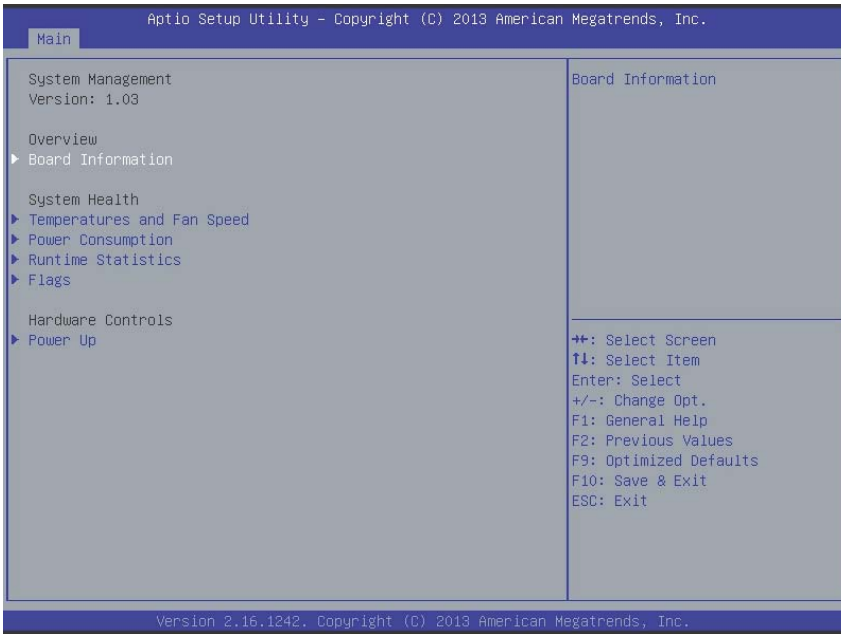 Aptio Setup Utility – Copyright (C) 2013 American Megatrends, Inc.
Main
System Management
Version: 1.03
Overview
Board Information
System Health
Temperatures and Fan Speed
Power Consumption
Runtime Statistics
Flags
Hardware Controls
Power Up
Board Information
→←: Select Screen
↑↓: Select Item
Enter: Select
+/-: Change Opt.
F1: General Help
F2: Previous Values
F9: Optimized Defaults
F10: Save & Exit
ESC: Exit
Version 2.16.1242. Copyright (C) 2013 American Megatrends, Inc.